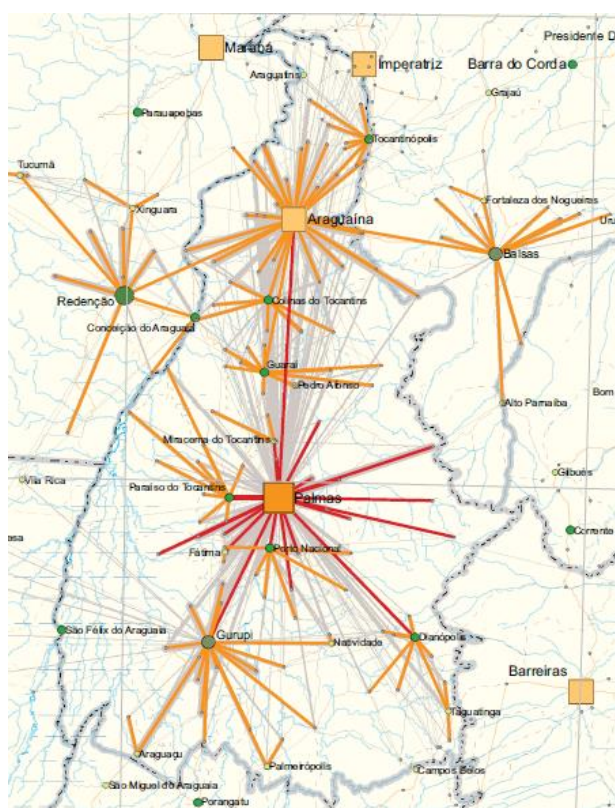 Presidente D
Marabá
Imperatriz
Barra do Corda
Araguatins
Grajaú
Parauapebas
Tocantinópolis
Tucumã
Xinguara
Fortaleza dos Nogueiras
Araguaína
Uru
Balsas
Redenção
Colinas do Tocantins
Conceição do Araguaia
Guaraí
Pedro Afonso
Bom
Alto Parnaíba
Miracema do Tocantins
Gilbués
Vila Rica
Paraíso do Tocantins
Palmas
Corrente
esa
Fátima
Porto Nacional
São Félix do Araguaia
Gurupi
Natividade
Dianópolis
Barreiras
Taguatinga
Araguaçu
Palmeirópolis
Campos Belos
São Miguel do Araguaia
Porangatu